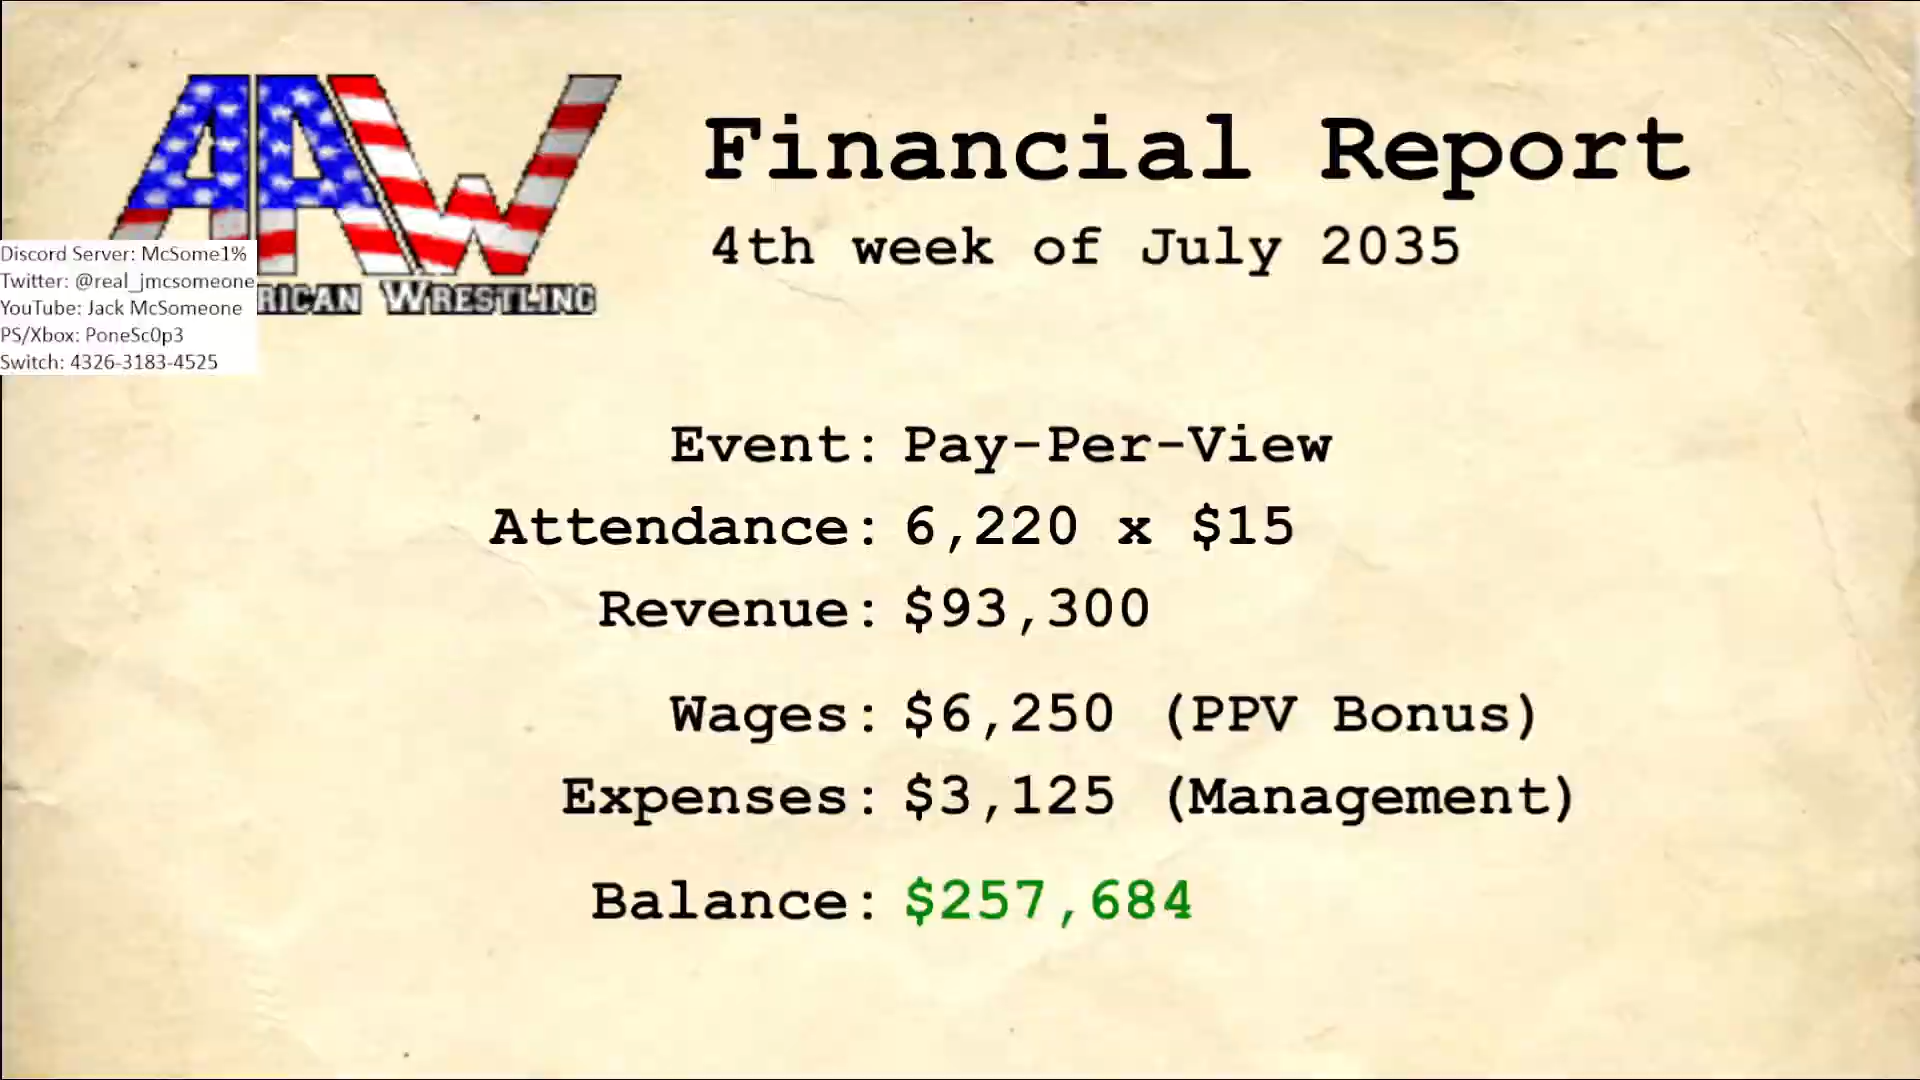 AAW
RICAN WRESTLING
Financial Report
4th week of July 2035
Discord Server: McSome1%
Twitter: @real_jmcsomeone
YouTube: Jack McSomeone
PS/Xbox: PoneSc0p3
Switch: 4326-3183-4525
Event: Pay-Per-View
Attendance: 6,220 x $15
Revenue: $93,300
Wages: $6,250 (PPV Bonus)
Expenses: $3,125 (Management)
Balance: $257,684